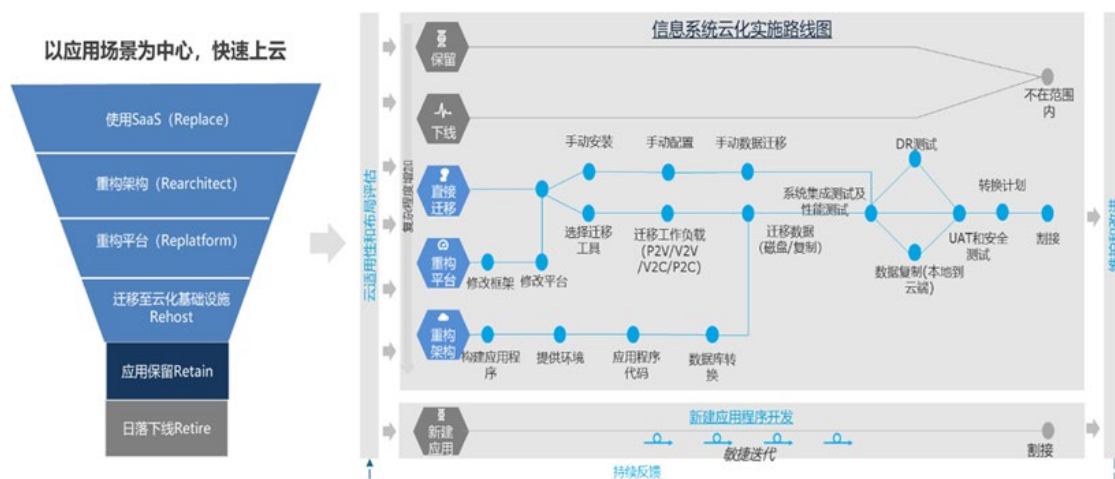 以应用场景为中心，快速上云
使用SaaS（Replace）
重构架构（Rearchitect）
重构平台（Replatform）
迁移至云化基础设施
Rehost
应用保留Retain
日落下线Retire
云适用性和布局评估
复杂程度增加
信息系统云化实施路线图
保留
下线
不在范围
内
直接
迁移
手动安装
手动配置
手动数据迁移
选择迁移
工具
迁移工作负载
(P2V/V2V
/V2C/P2C)
迁移数据
(磁盘/复制)
系统集成测试及
性能测试
DR测试
数据复制(本地到
云端)
UAT和安全
测试
转换计划
割接
重构
平台
修改框架
修改平台
重构
架构
构建应用程
序
提供环境
应用程序
代码
数据库转
换
新建
应用
新建应用程序开发
敏捷迭代
割接
持续反馈